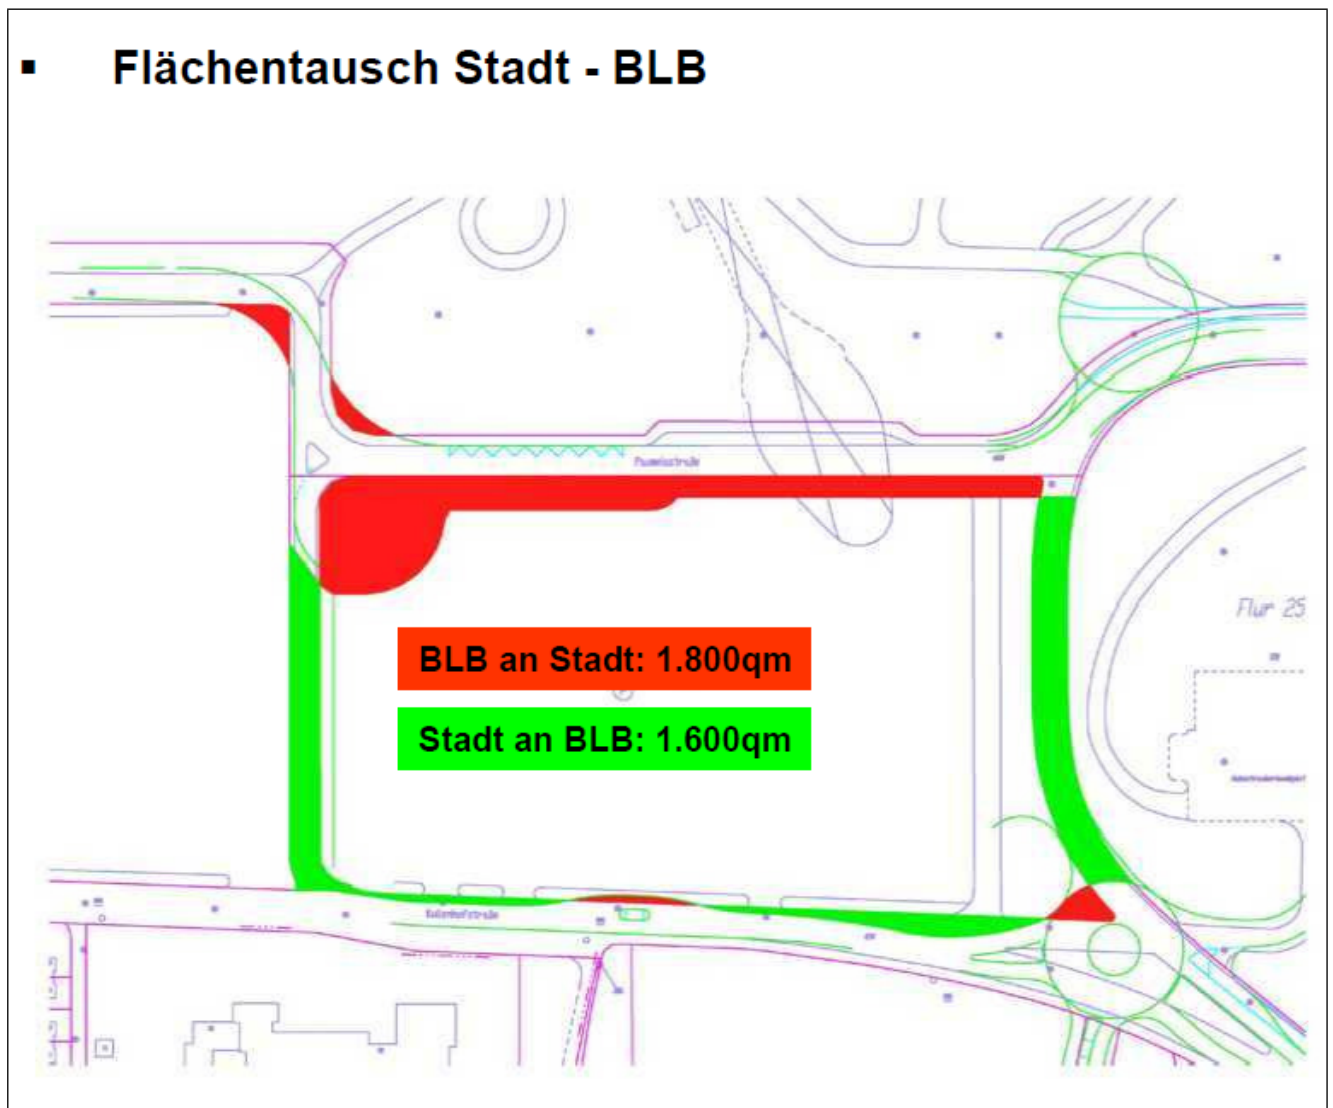 ▪ Flächentausch Stadt - BLB
BLB an Stadt: 1.800qm
Stadt an BLB: 1.600qm
Flur 25